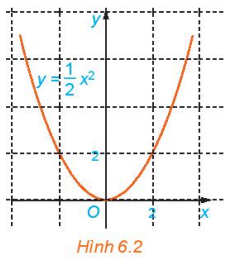 y
y = 1/2 x²
2
O
2
x
Hình 6.2